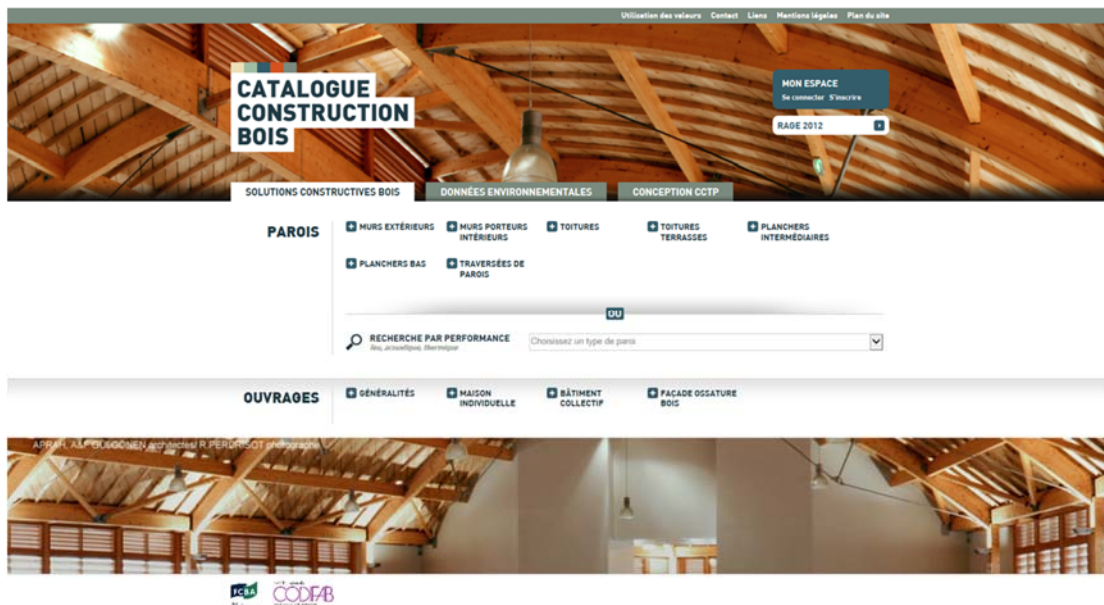 Utilisation des valeurs Contact Liens Mentions légales Plan du site
CATALOGUE
CONSTRUCTION
BOIS
MON ESPACE
Se connecter S'inscrire
RAGE 2012
SOLUTIONS CONSTRUCTIVES BOIS DONNÉES ENVIRONNEMENTALES CONCEPTION CCTP
PAROIS
MURS EXTÉRIEURS
MURS PORTEURS
INTÉRIEURS
TOITURES
TOITURES
TERRASSES
PLANCHERS
INTERMÉDIAIRES
PLANCHERS BAS
TRAVERSÉES DE
PAROIS
OU
RECHERCHE PAR PERFORMANCE
feu, acoustique, thermique
Choisissez un type de paroi
OUVRAGES
GÉNÉRALITÉS
MAISON
INDIVIDUELLE
BÂTIMENT
COLLECTIF
FAÇADE OSSATURE
BOIS
APRAH, A&P GULGONEN architectes/ R.PERDRISOT photographe
FCBA
CODIFAB